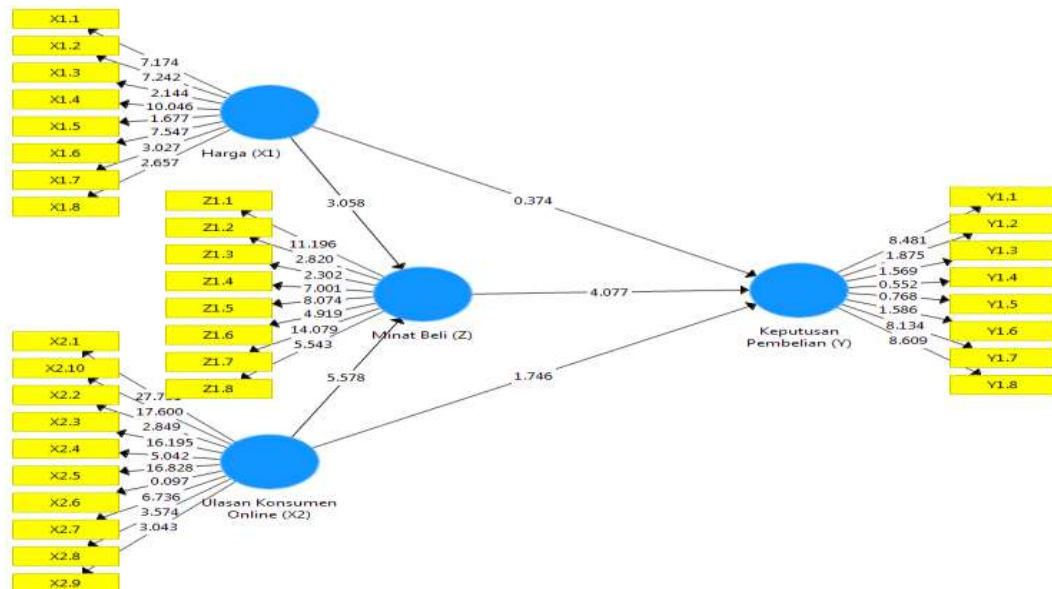 X1.1
X1.2
X1.3
X1.4
X1.5
X1.6
X1.7
X1.8
7.174
7.242
2.144
10.046
1.677
7.547
3.027
2.657
Harga (X1)
3.058
0.374
Z1.1
Z1.2
Z1.3
Z1.4
Z1.5
Z1.6
Z1.7
Z1.8
11.196
2.820
2.302
7.001
8.074
4.919
14.079
5.543
Minat Beli (Z)
4.077
5.578
1.746
Y1.1
Y1.2
Y1.3
Y1.4
Y1.5
Y1.6
Y1.7
Y1.8
8.481
1.875
1.569
0.552
0.768
1.586
8.134
8.609
Keputusan
Pembelian (Y)
X2.1
X2.10
X2.2
X2.3
X2.4
X2.5
X2.6
X2.7
X2.8
X2.9
17.600
2.849
16.195
5.042
16.828
0.097
6.736
3.574
3.043
Ulasan Konsumen
Online (X2)